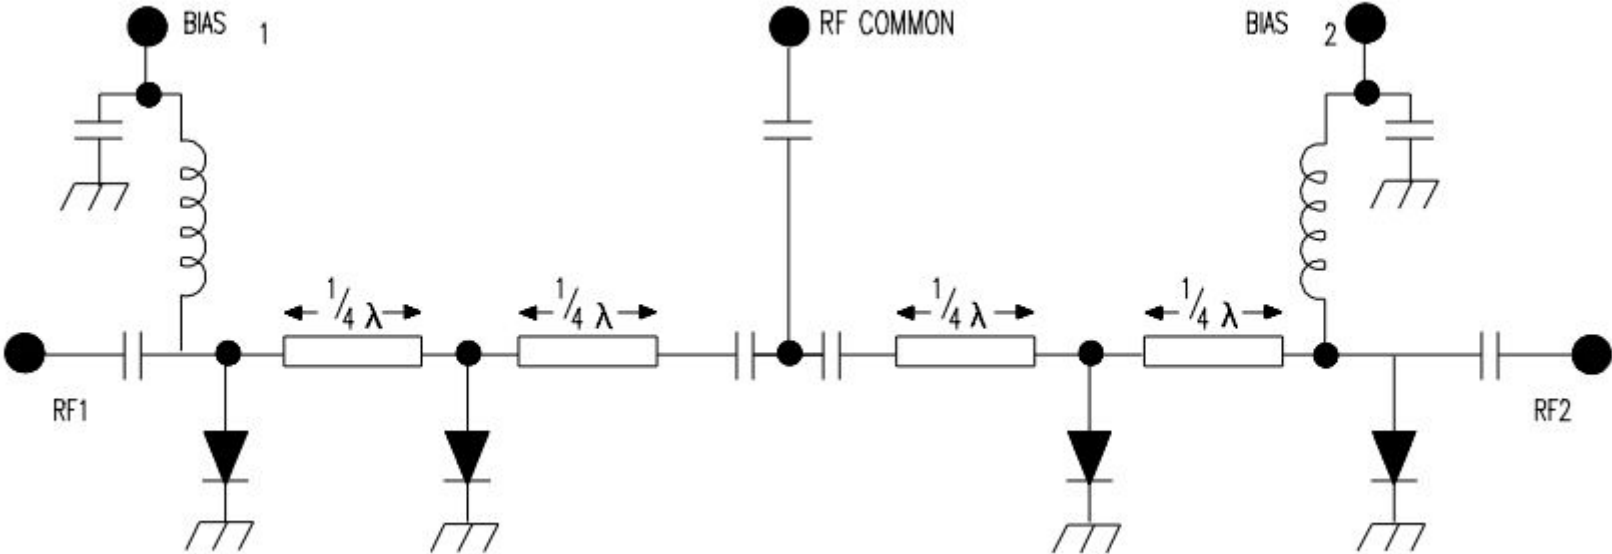 BIAS 1
RF COMMON
BIAS 2
1/4 λ
1/4 λ
1/4 λ
1/4 λ
RF1
RF2